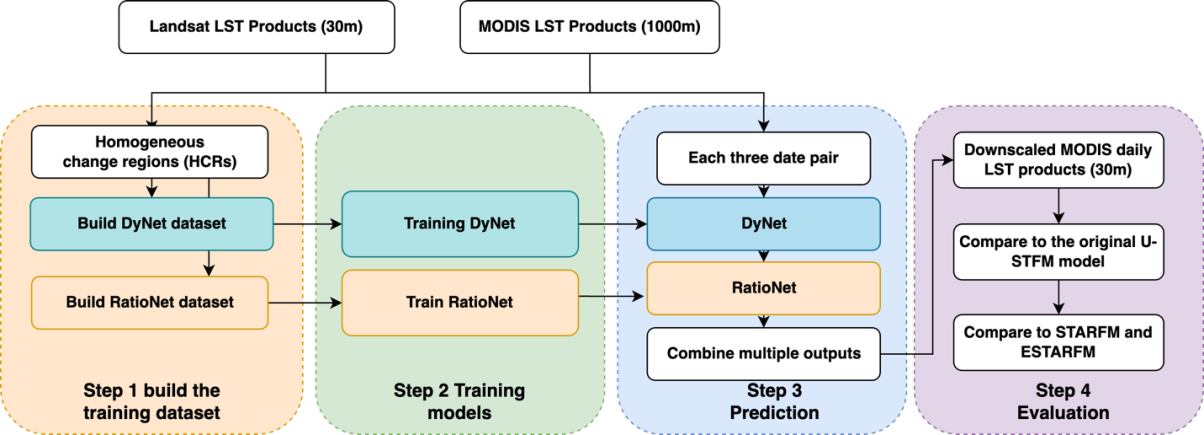 Landsat LST Products (30m)
MODIS LST Products (1000m)
Homogeneous
change regions (HCRs)
Build DyNet dataset
Build RatioNet dataset
Step 1 build the
training dataset
Training DyNet
Train RatioNet
Step 2 Training
models
Each three date pair
DyNet
RatioNet
Combine multiple outputs
Step 3
Prediction
Downscaled MODIS daily
LST products (30m)
Compare to the original U-
STFM model
Compare to STARFM and
ESTARFM
Step 4
Evaluation